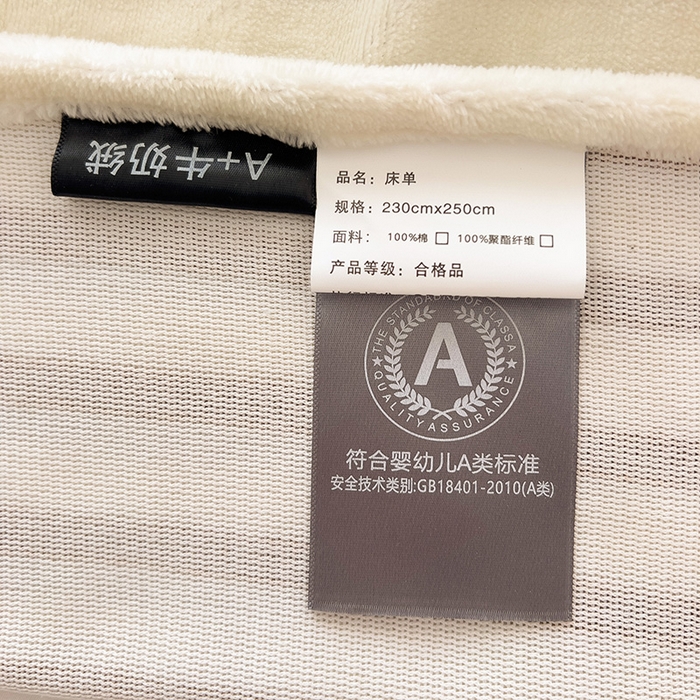 A+牛奶绒
品名：床单
规格：230cmx250cm
面料： 100%棉 □ 100%聚酯纤维 □
产品等级：合格品
THE STANDABRD OF CLASS A
A
QUALITY ASSURANCE
符合婴幼儿A类标准
安全技术类别:GB18401-2010(A类)